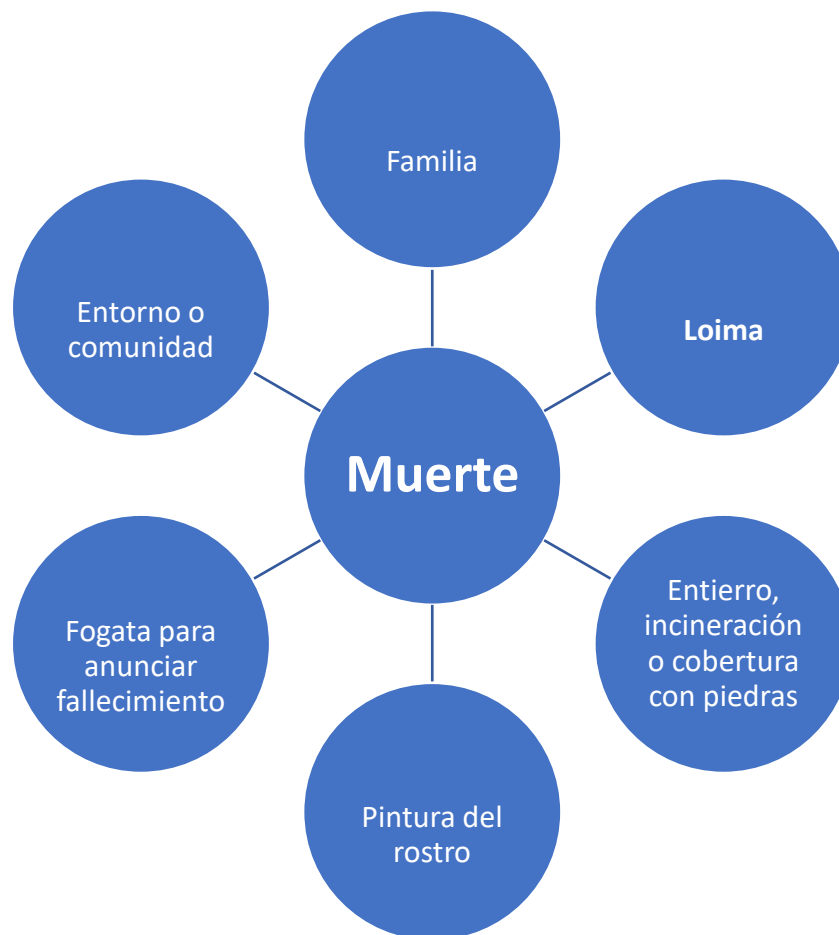 Familia
Loima
Entierro,
incineración
o cobertura
con piedras
Pintura del
rostro
Fogata para
anunciar
fallecimiento
Entorno o
comunidad
Muerte